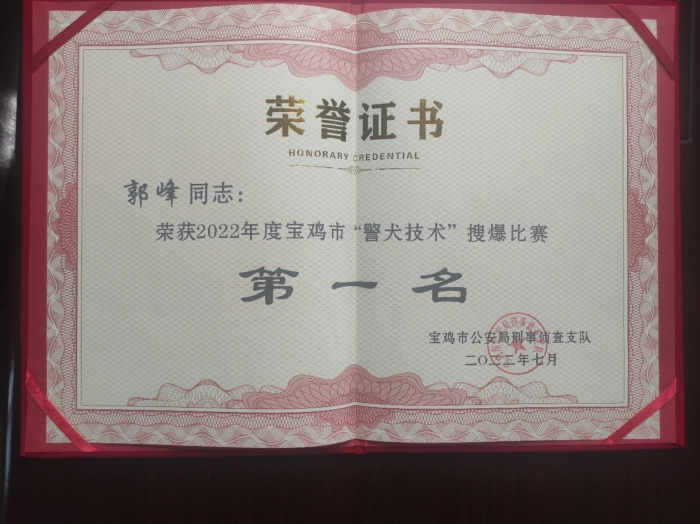 荣誉证书
HONORARY CREDENTIAL
郭峰同志：
荣获2022年度宝鸡市“警犬技术”搜爆比赛
第一名
宝鸡市公安局刑事侦查支队
二〇二二年七月